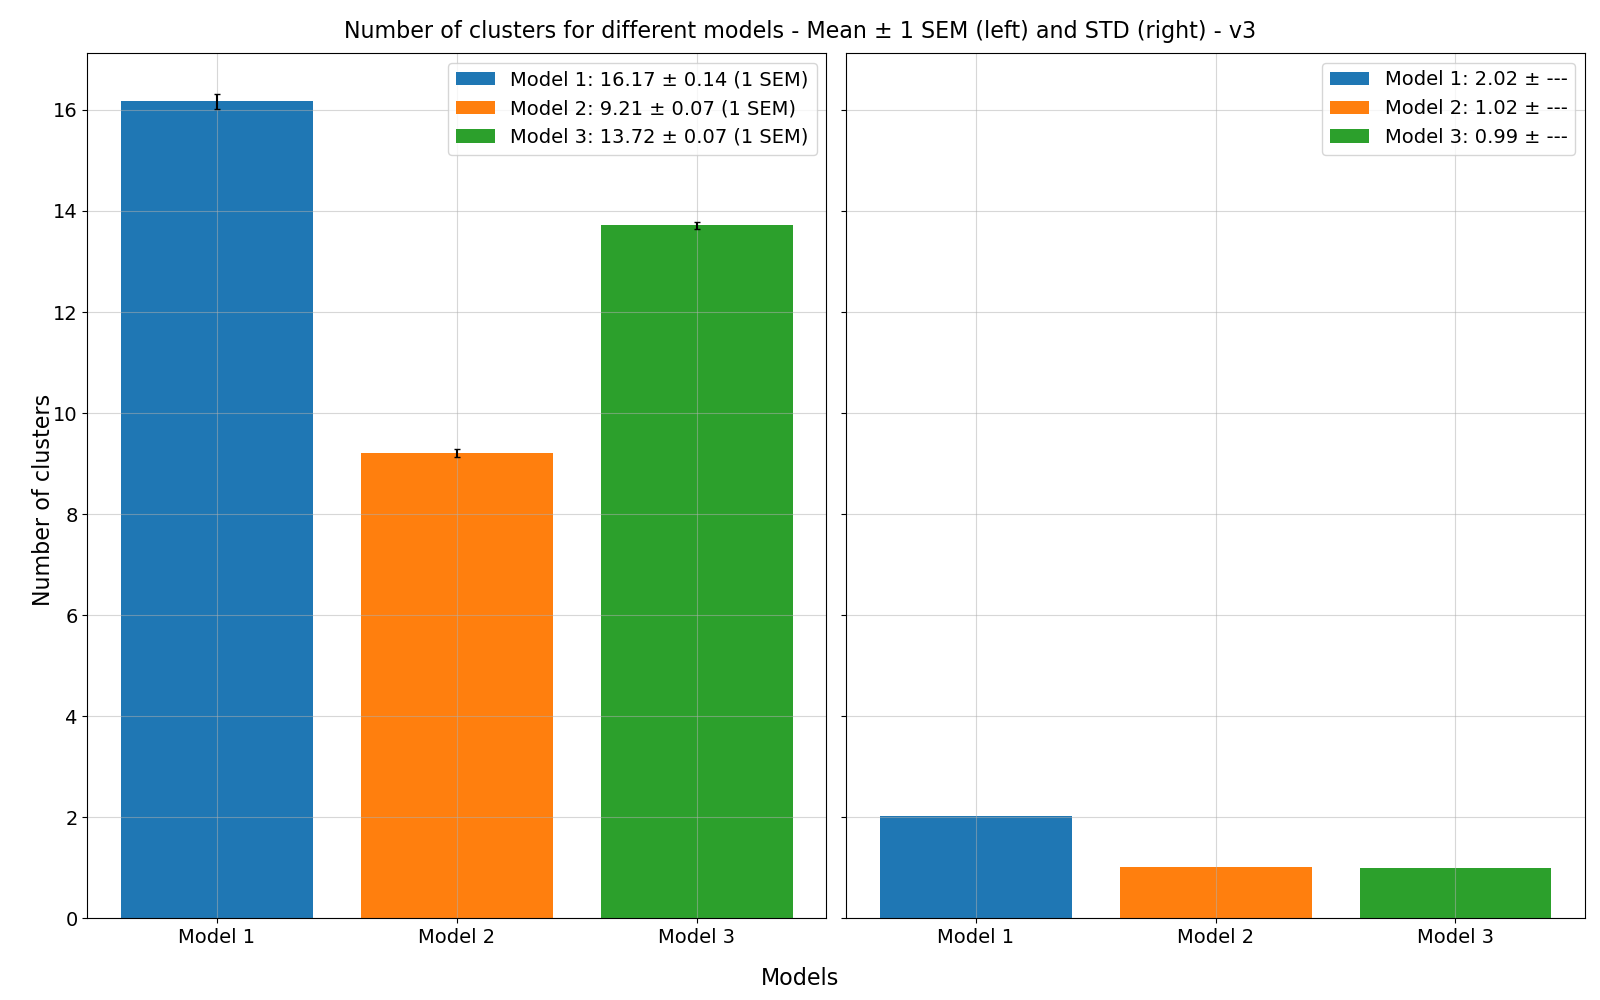 Number of clusters for different models - Mean ± 1 SEM (left) and STD (right) - v3
Number of clusters
16
14
12
10
8
6
4
2
0
Model 1: 16.17 ± 0.14 (1 SEM)
Model 2: 9.21 ± 0.07 (1 SEM)
Model 3: 13.72 ± 0.07 (1 SEM)
Model 1 Model 2 Model 3
Model 1: 2.02 ± ---
Model 2: 1.02 ± ---
Model 3: 0.99 ± ---
Model 1 Model 2 Model 3
Models